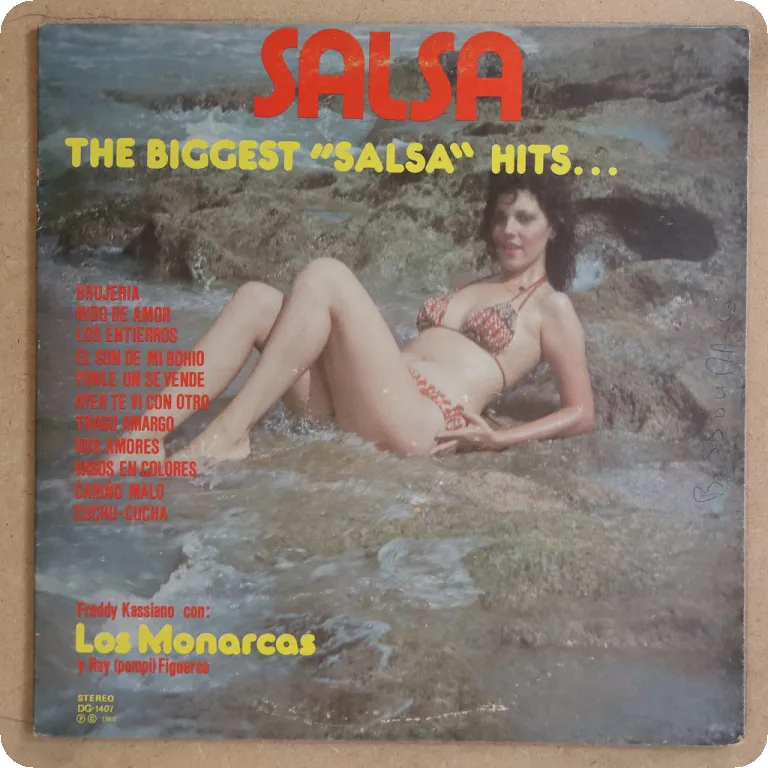 SALSA
THE BIGGEST "SALSA" HITS...
BRUJERIA
NIDO DE AMOR
LOS ENTIERROS
EL SON DE MI BOHIO
PONLE UN SE VENDE
AYER TE VI CON OTRO
TRAGO AMARGO
DOS AMORES
BESOS EN COLORES
CARIÑO MALO
CUCHU-CUCHA
Freddy Kassiano con:
Los Monarcas
y Ray (pompi) Figueroa
STEREO
DG-1407
Ⓟ Ⓒ